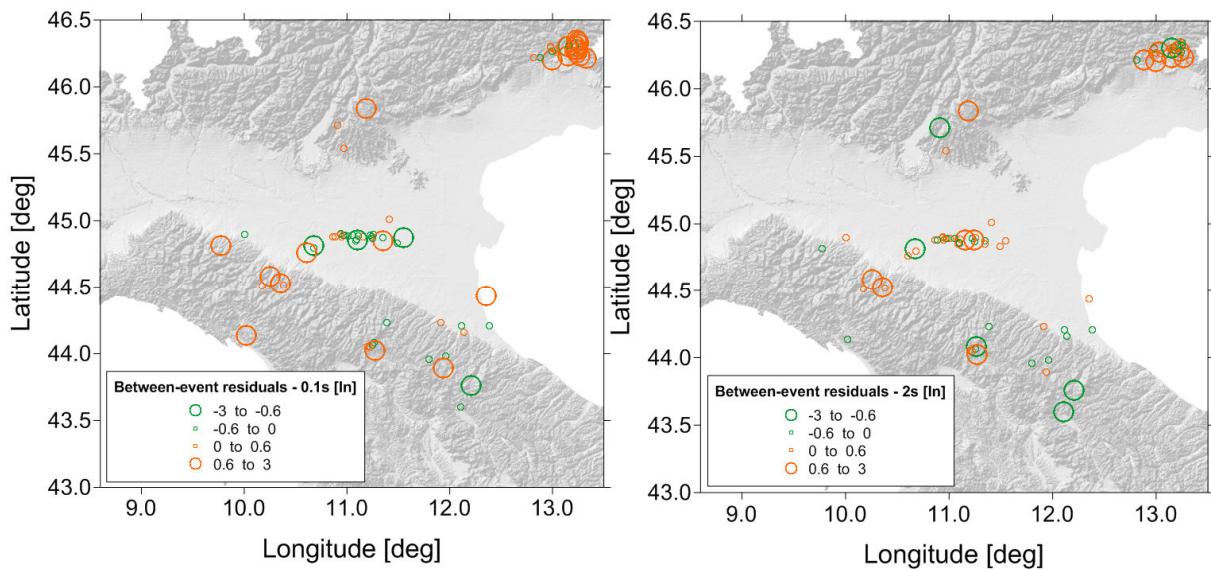 46.5
46.0
45.5
45.0
44.5
44.0
43.5
43.0
Latitude [deg]
Between-event residuals - 0.1s [ln]
-3 to -0.6
-0.6 to 0
0 to 0.6
0.6 to 3
9.0 10.0 11.0 12.0 13.0
Longitude [deg]
46.5
46.0
45.5
45.0
44.5
44.0
43.5
43.0
Latitude [deg]
Between-event residuals - 2s [ln]
-3 to -0.6
-0.6 to 0
0 to 0.6
0.6 to 3
9.0 10.0 11.0 12.0 13.0
Longitude [deg]